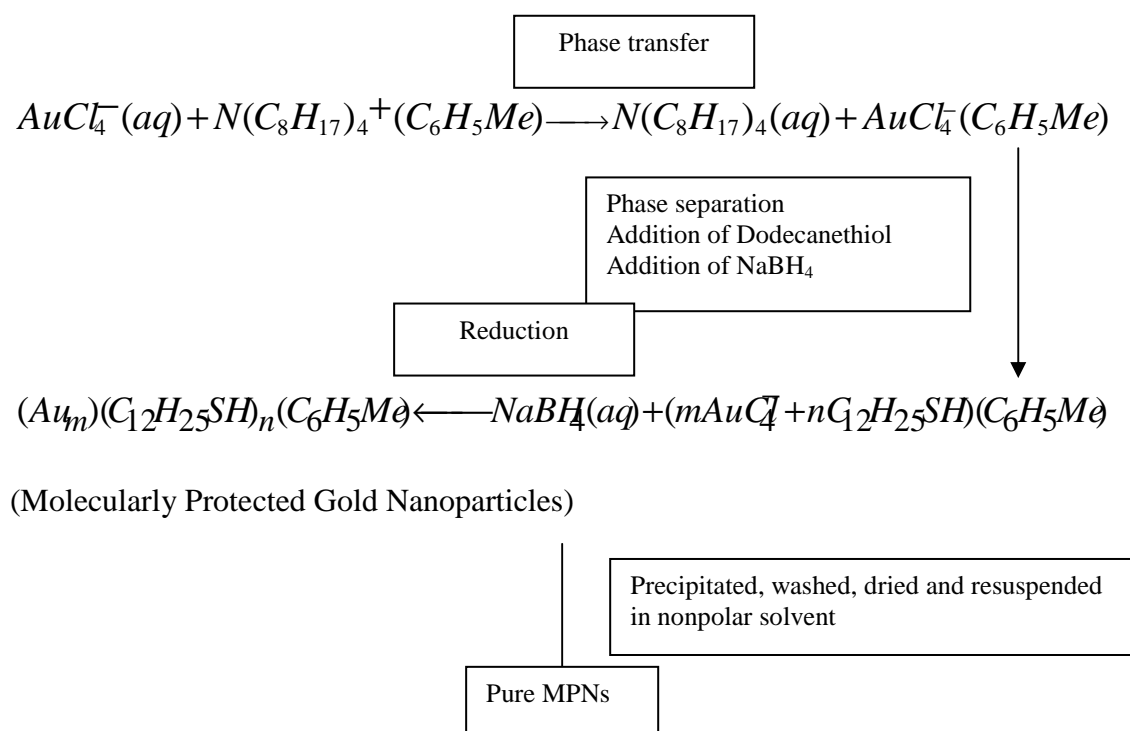 Phase transfer
AuCl₄⁻(aq) + N(C₈H₁₇)₄⁺(C₆H₅Me) ⟶ N(C₈H₁₇)₄(aq) + AuCl₄⁻(C₆H₅Me)
Phase separation
Addition of Dodecanethiol
Addition of NaBH₄
Reduction
(Auₘ)(C₁₂H₂₅SH)ₙ(C₆H₅Me) ⟵ NaBH₄(aq) + (mAuCl₄⁻ + nC₁₂H₂₅SH)(C₆H₅Me)
(Molecularly Protected Gold Nanoparticles)
Precipitated, washed, dried and resuspended
in nonpolar solvent
Pure MPNs